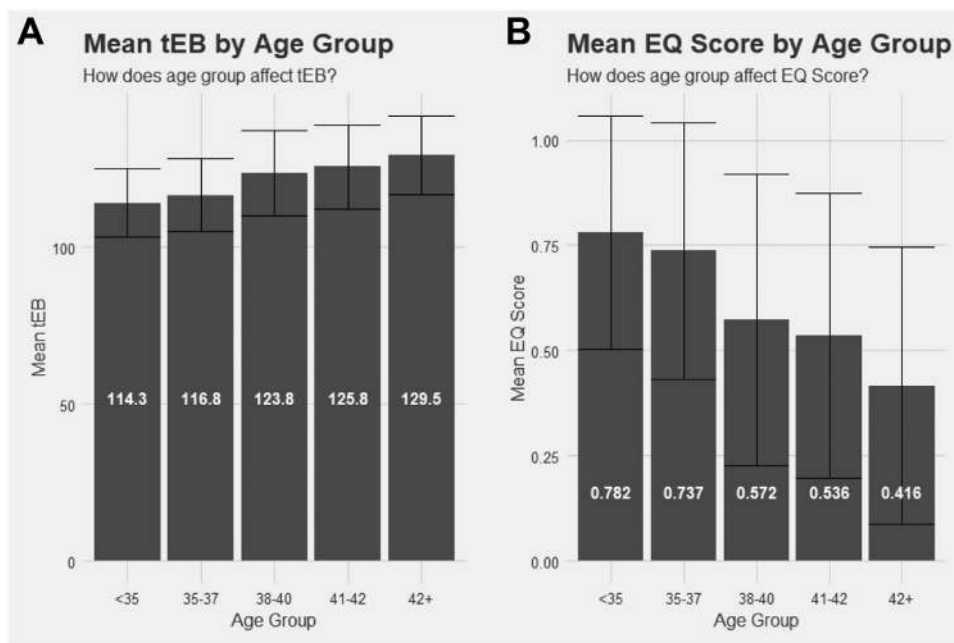 A
Mean tEB by Age Group
How does age group affect tEB?
Mean tEB
100
50
0
114.3
116.8
123.8
125.8
129.5
<35
35-37
38-40
41-42
42+
Age Group
B
Mean EQ Score by Age Group
How does age group affect EQ Score?
Mean EQ Score
1.00
0.75
0.50
0.25
0.00
0.782
0.737
0.572
0.536
0.416
<35
35-37
38-40
41-42
42+
Age Group